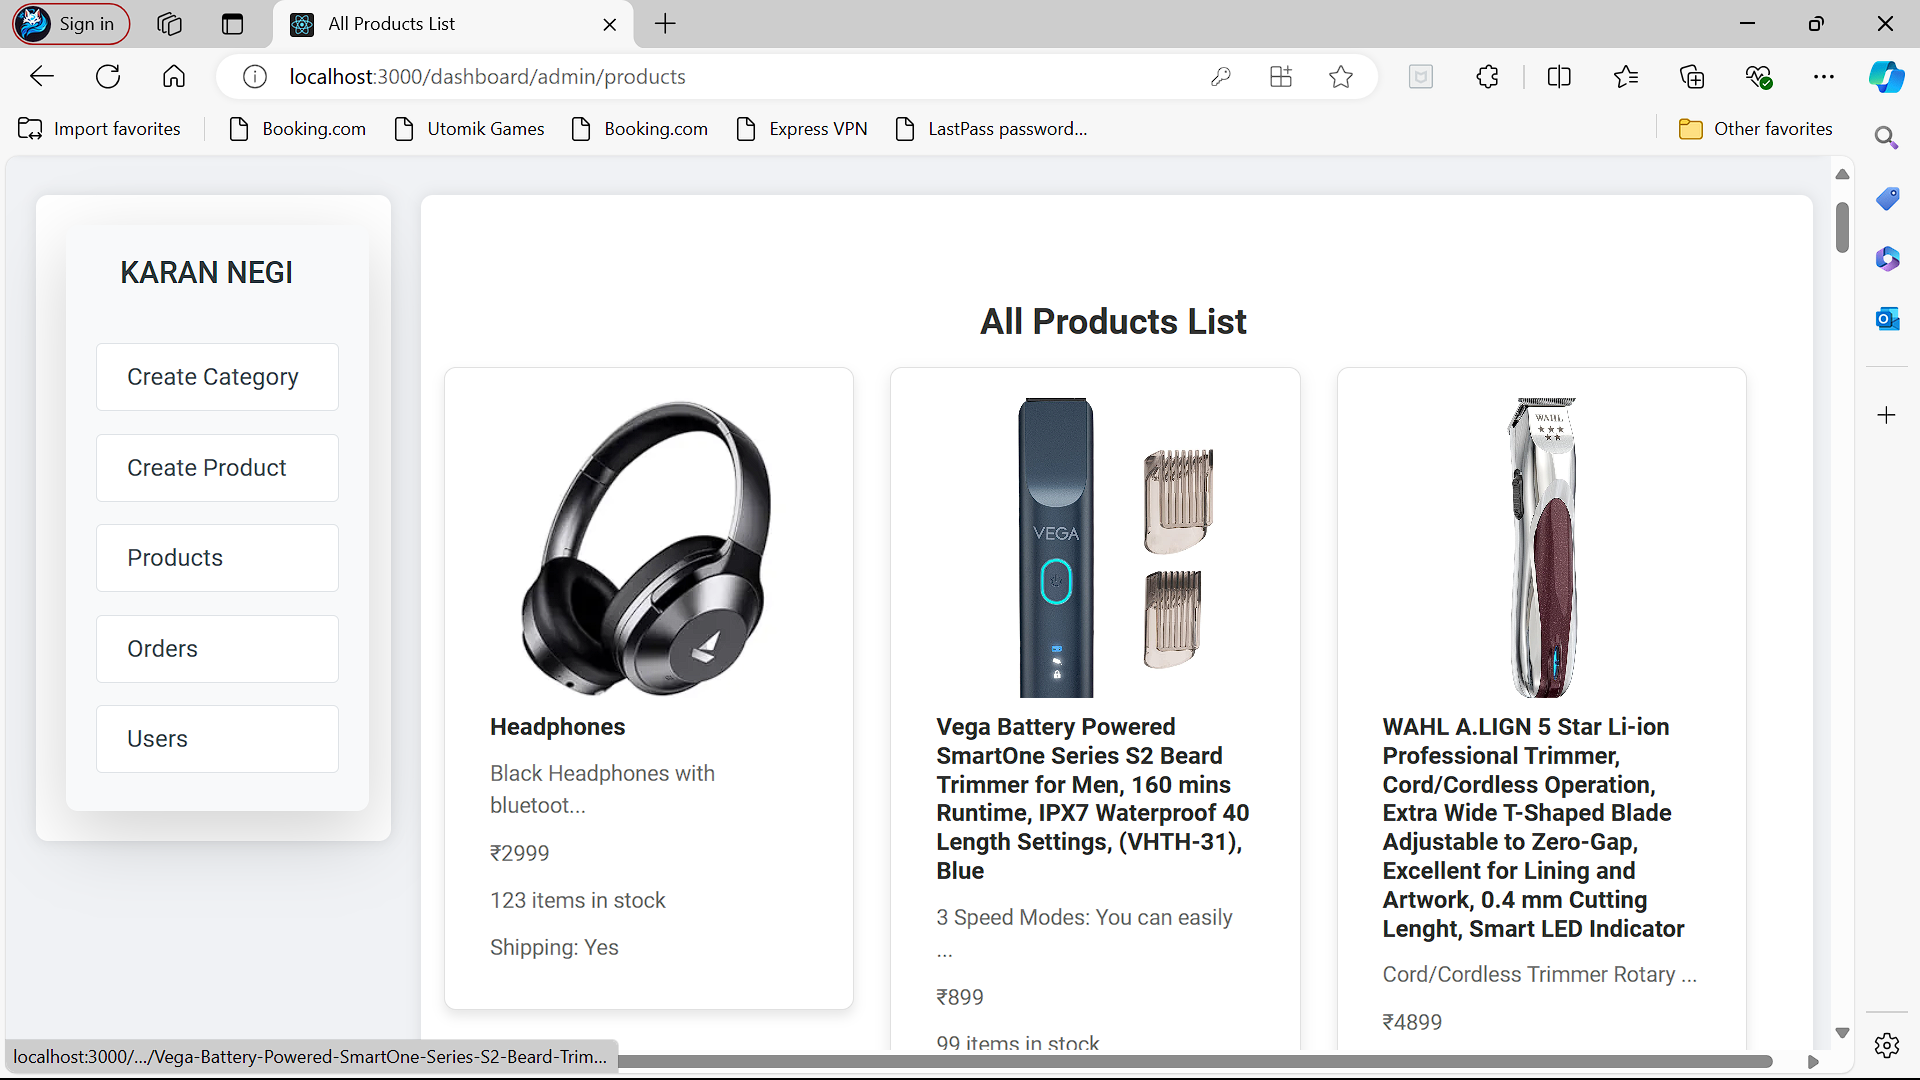 Sign in
All Products List
localhost:3000/dashboard/admin/products
Import favorites
Booking.com
Utomik Games
Booking.com
Express VPN
LastPass password...
Other favorites
KARAN NEGI
Create Category
Create Product
Products
Orders
Users
All Products List
VEGA
Headphones
Black Headphones with
bluetoot...
₹2999
123 items in stock
Shipping: Yes
Vega Battery Powered
SmartOne Series S2 Beard
Trimmer for Men, 160 mins
Runtime, IPX7 Waterproof 40
Length Settings, (VHTH-31),
Blue
3 Speed Modes: You can easily
...
₹899
99 items in stock
WAHL
WAHL A.LIGN 5 Star Li-ion
Professional Trimmer,
Cord/Cordless Operation,
Extra Wide T-Shaped Blade
Adjustable to Zero-Gap,
Excellent for Lining and
Artwork, 0.4 mm Cutting
Lenght, Smart LED Indicator
Cord/Cordless Trimmer Rotary ...
₹4899
localhost:3000/.../Vega-Battery-Powered-SmartOne-Series-S2-Beard-Trim...